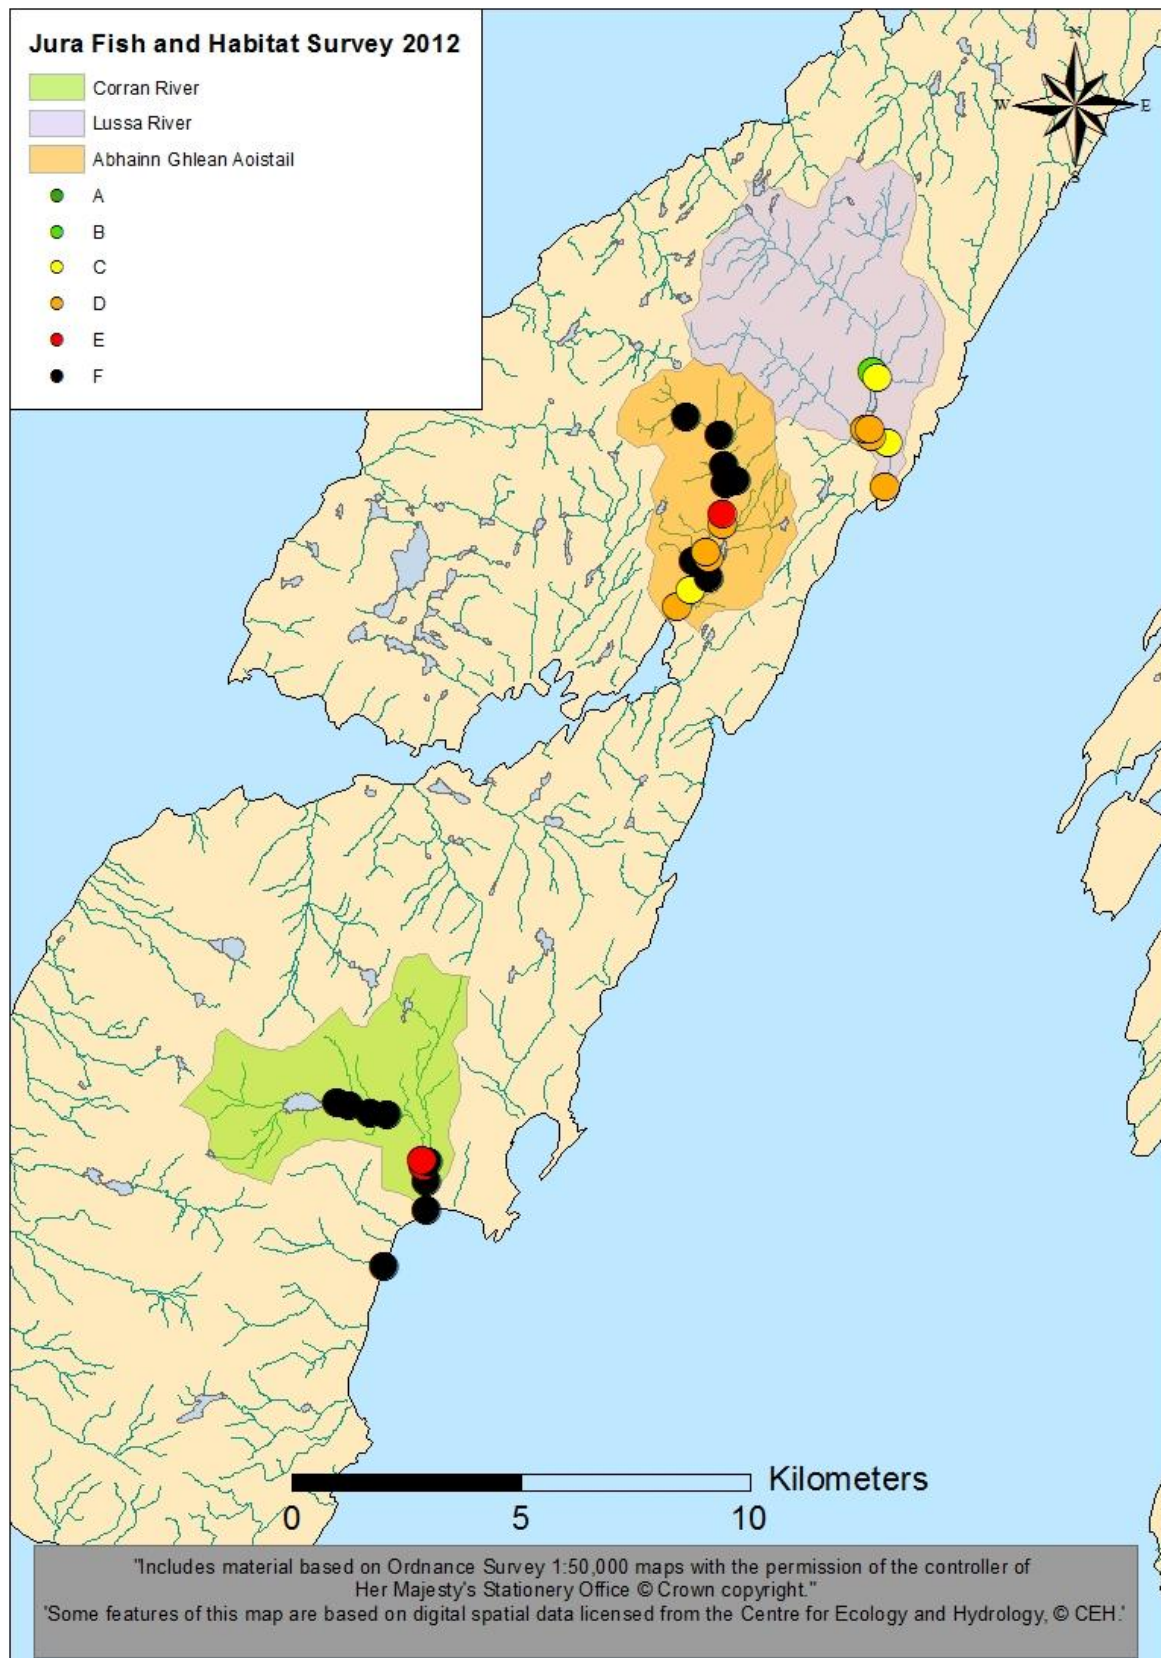 Jura Fish and Habitat Survey 2012
Corran River
Lussa River
Abhainn Ghlean Aoistail
A
B
C
D
E
F
N
W
E
S
Kilometers
0 5 10
"Includes material based on Ordnance Survey 1:50,000 maps with the permission of the controller of
Her Majesty's Stationery Office © Crown copyright."
'Some features of this map are based on digital spatial data licensed from the Centre for Ecology and Hydrology, © CEH.'